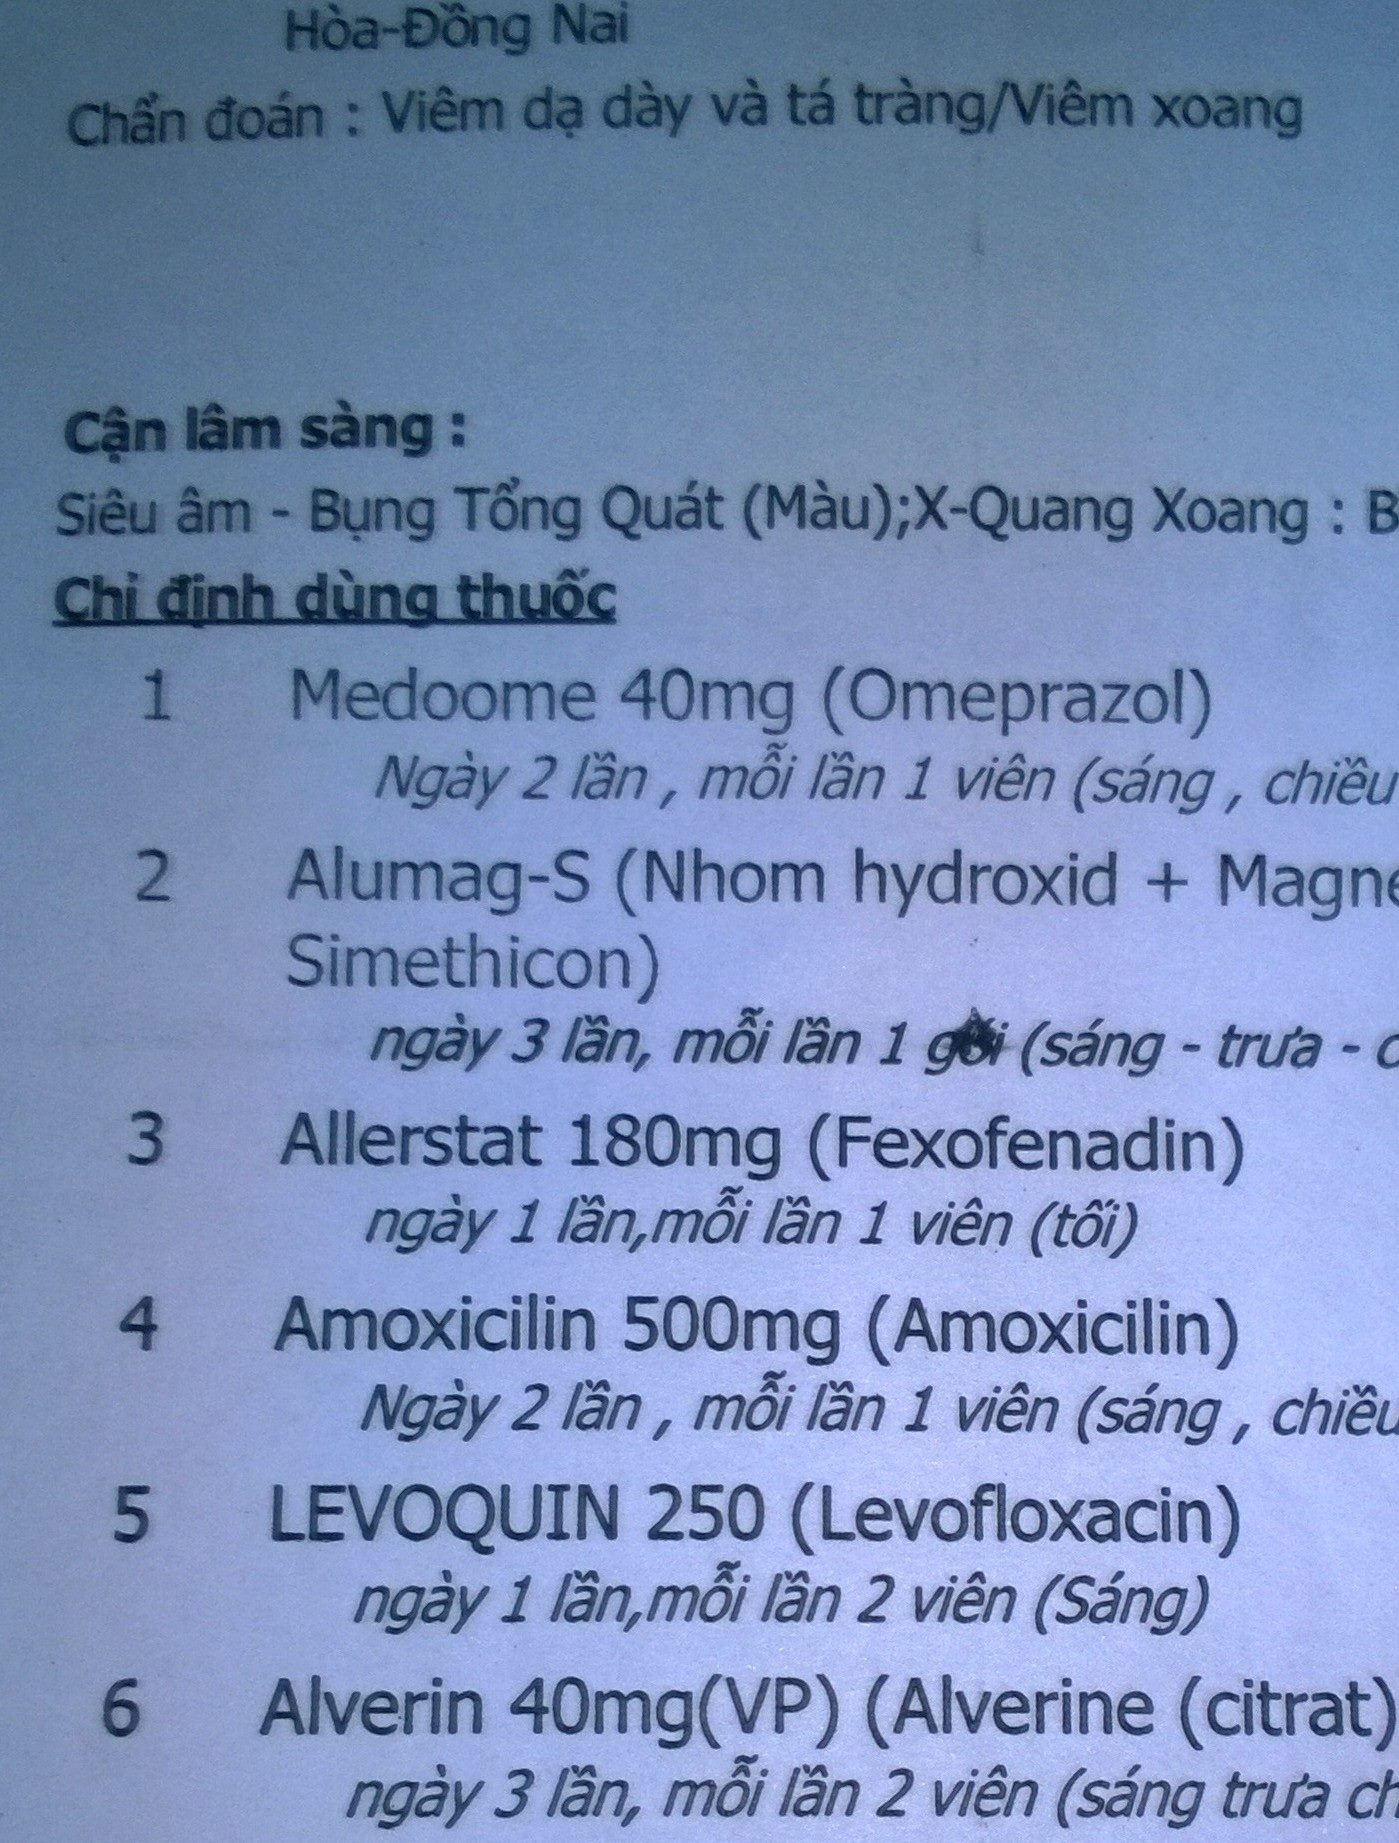 Hòa-Đồng Nai
Chẩn đoán : Viêm dạ dày và tá tràng/Viêm xoang
Cận lâm sàng :
Siêu âm - Bụng Tổng Quát (Màu);X-Quang Xoang : B
Chỉ định dùng thuốc
1 Medoome 40mg (Omeprazol)
Ngày 2 lần , mỗi lần 1 viên (sáng , chiều
2 Alumag-S (Nhom hydroxid + Magne
Simethicon)
ngày 3 lần, mỗi lần 1 gói (sáng - trưa - c
3 Allerstat 180mg (Fexofenadin)
ngày 1 lần,mỗi lần 1 viên (tối)
4 Amoxicilin 500mg (Amoxicilin)
Ngày 2 lần , mỗi lần 1 viên (sáng , chiều
5 LEVOQUIN 250 (Levofloxacin)
ngày 1 lần,mỗi lần 2 viên (Sáng)
6 Alverin 40mg(VP) (Alverine (citrat)
ngày 3 lần, mỗi lần 2 viên (sáng trưa ch